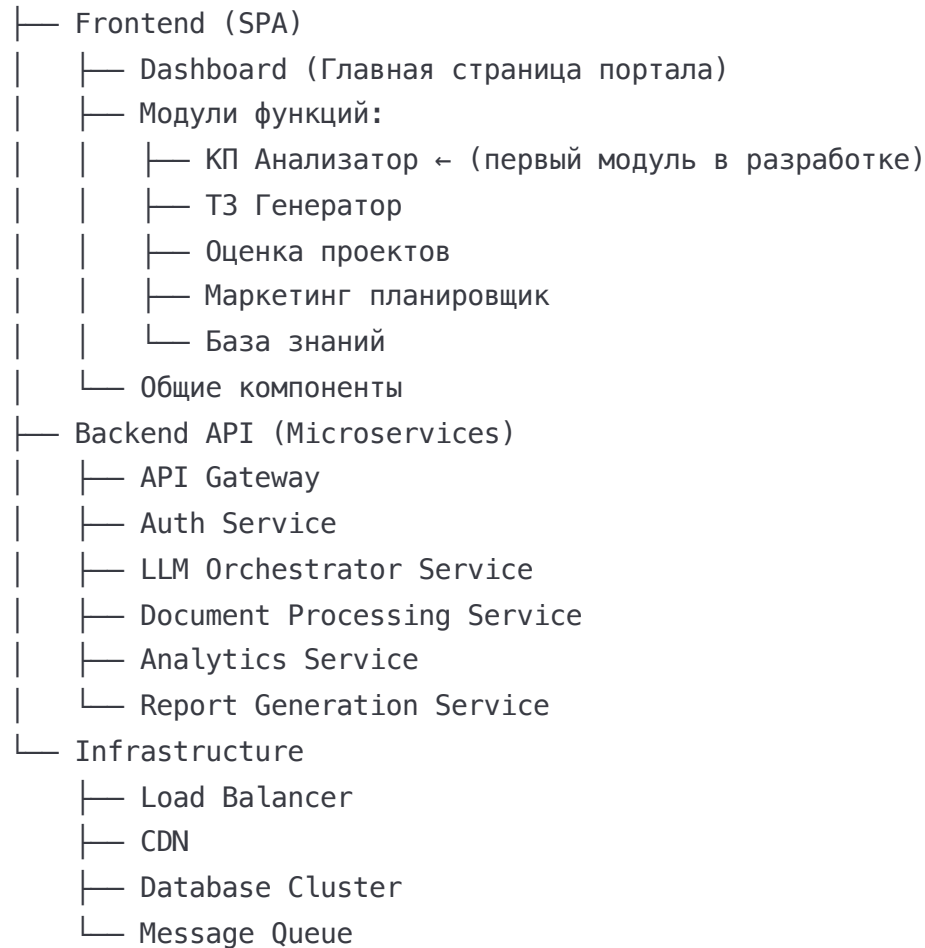 ├── Frontend (SPA)
│   ├── Dashboard (Главная страница портала)
│   ├── Модули функций:
│   │   ├── КП Анализатор ← (первый модуль в разработке)
│   │   ├── ТЗ Генератор
│   │   ├── Оценка проектов
│   │   ├── Маркетинг планировщик
│   │   └── База знаний
│   └── Общие компоненты
├── Backend API (Microservices)
│   ├── API Gateway
│   ├── Auth Service
│   ├── LLM Orchestrator Service
│   ├── Document Processing Service
│   ├── Analytics Service
│   └── Report Generation Service
└── Infrastructure
    ├── Load Balancer
    ├── CDN
    ├── Database Cluster
    └── Message Queue